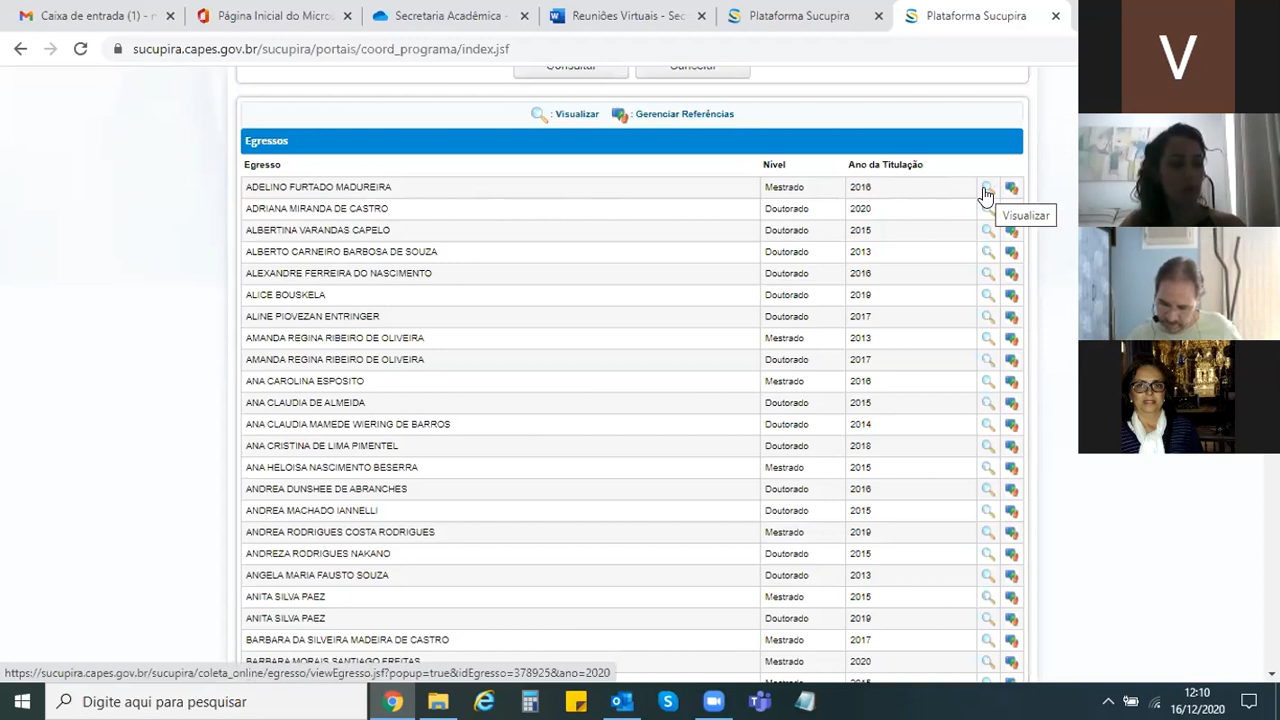 Caixa de entrada (1) - m
Página Inicial do Micros
Secretaria Acadêmica -
Reuniões Virtuais - Sec
Plataforma Sucupira
Plataforma Sucupira
sucupira.capes.gov.br/sucupira/portais/coord_programa/index.jsf
Consultar Cancelar
: Visualizar : Gerenciar Referências
Egressos
Egresso Nível Ano da Titulação
ADELINO FURTADO MADUREIRA Mestrado 2016
Visualizar
ADRIANA MIRANDA DE CASTRO Doutorado 2020
ALBERTINA VARANDAS CAPELO Doutorado 2015
ALBERTO CARNEIRO BARBOSA DE SOUZA Doutorado 2013
ALEXANDRE FERREIRA DO NASCIMENTO Doutorado 2016
ALICE BOUSKELA Doutorado 2019
ALINE PIOVEZAN ENTRINGER Doutorado 2017
AMANDA REGINA RIBEIRO DE OLIVEIRA Mestrado 2013
AMANDA REGINA RIBEIRO DE OLIVEIRA Doutorado 2017
ANA CAROLINA ESPOSITO Mestrado 2016
ANA CLAUDIA DE ALMEIDA Doutorado 2015
ANA CLAUDIA MAMEDE WIERING DE BARROS Doutorado 2014
ANA CRISTINA DE LIMA PIMENTEL Doutorado 2018
ANA HELOISA NASCIMENTO BESERRA Mestrado 2015
ANDREA DUNSHEE DE ABRANCHES Doutorado 2016
ANDREA MACHADO IANNELLI Doutorado 2015
ANDREA RODRIGUES COSTA RODRIGUES Mestrado 2019
ANDREZA RODRIGUES NAKANO Doutorado 2015
ANGELA MARIA FAUSTO SOUZA Doutorado 2013
ANITA SILVA PAEZ Mestrado 2015
ANITA SILVA PAEZ Doutorado 2019
BARBARA DA SILVEIRA MADEIRA DE CASTRO Mestrado 2017
BARBARA MORAIS SANTIAGO FREITAS Mestrado 2020
https://sucupira.capes.gov.br/sucupira/coleta_online/egresso/viewEgresso.jsf?popup=true&idEgresso=378925&ano=2020
Digite aqui para pesquisar
12:10
16/12/2020
V